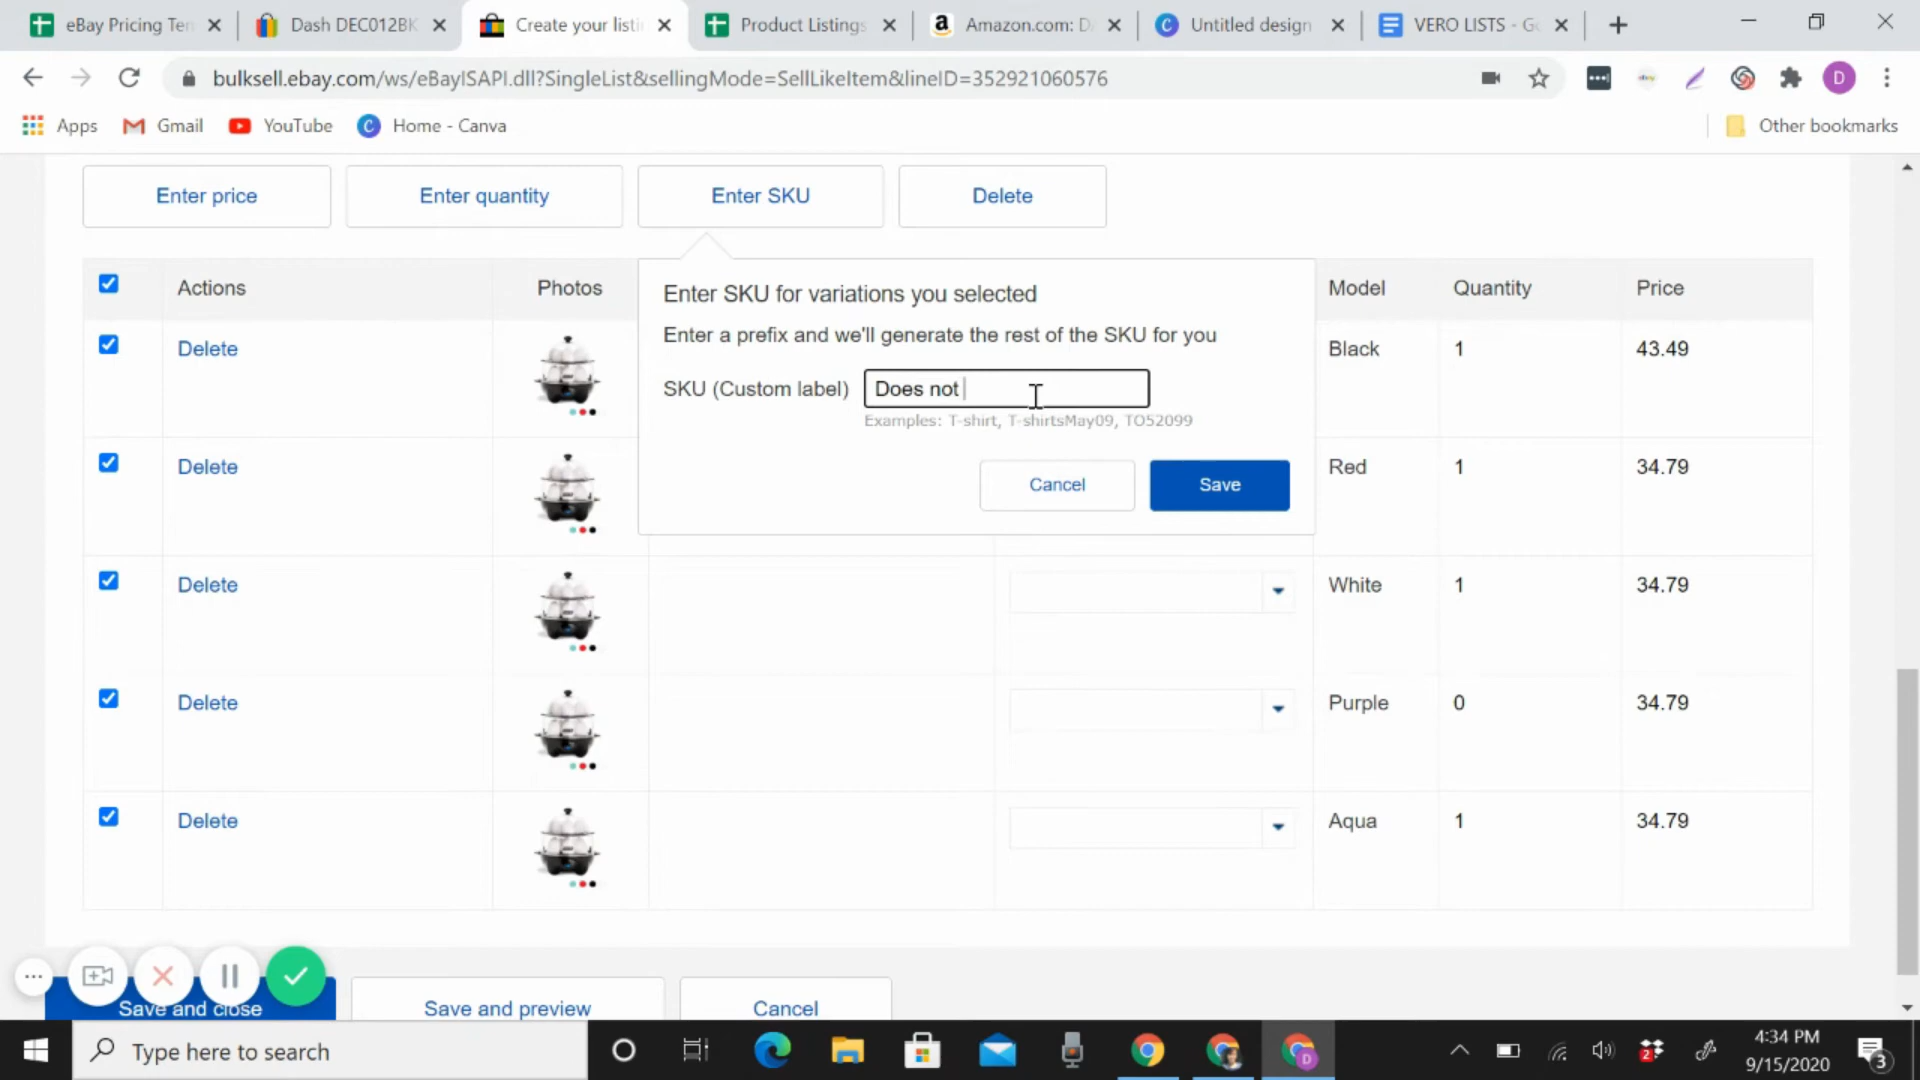 eBay Pricing Tem
Dash DEC012BK
Create your listi
Product Listings
a
Amazon.com: D
C
Untitled design
VERO LISTS - Go
bulksell.ebay.com/ws/eBayISAPI.dll?SingleList&sellingMode=SellLikeItem&lineID=352921060576
D
Apps
Gmail
YouTube
C
Home - Canva
Other bookmarks
Enter price
Enter quantity
Enter SKU
Delete
Actions
Photos
Model
Quantity
Price
Enter SKU for variations you selected
Enter a prefix and we'll generate the rest of the SKU for you
SKU (Custom label)
Does not
Examples: T-shirt, T-shirtsMay09, TO52099
Cancel
Save
Delete
Black
1
43.49
Delete
Red
1
34.79
Delete
White
1
34.79
Delete
Purple
0
34.79
Delete
Aqua
1
34.79
Save and close
Save and preview
Cancel
Type here to search
D
2
4:34 PM
9/15/2020
3